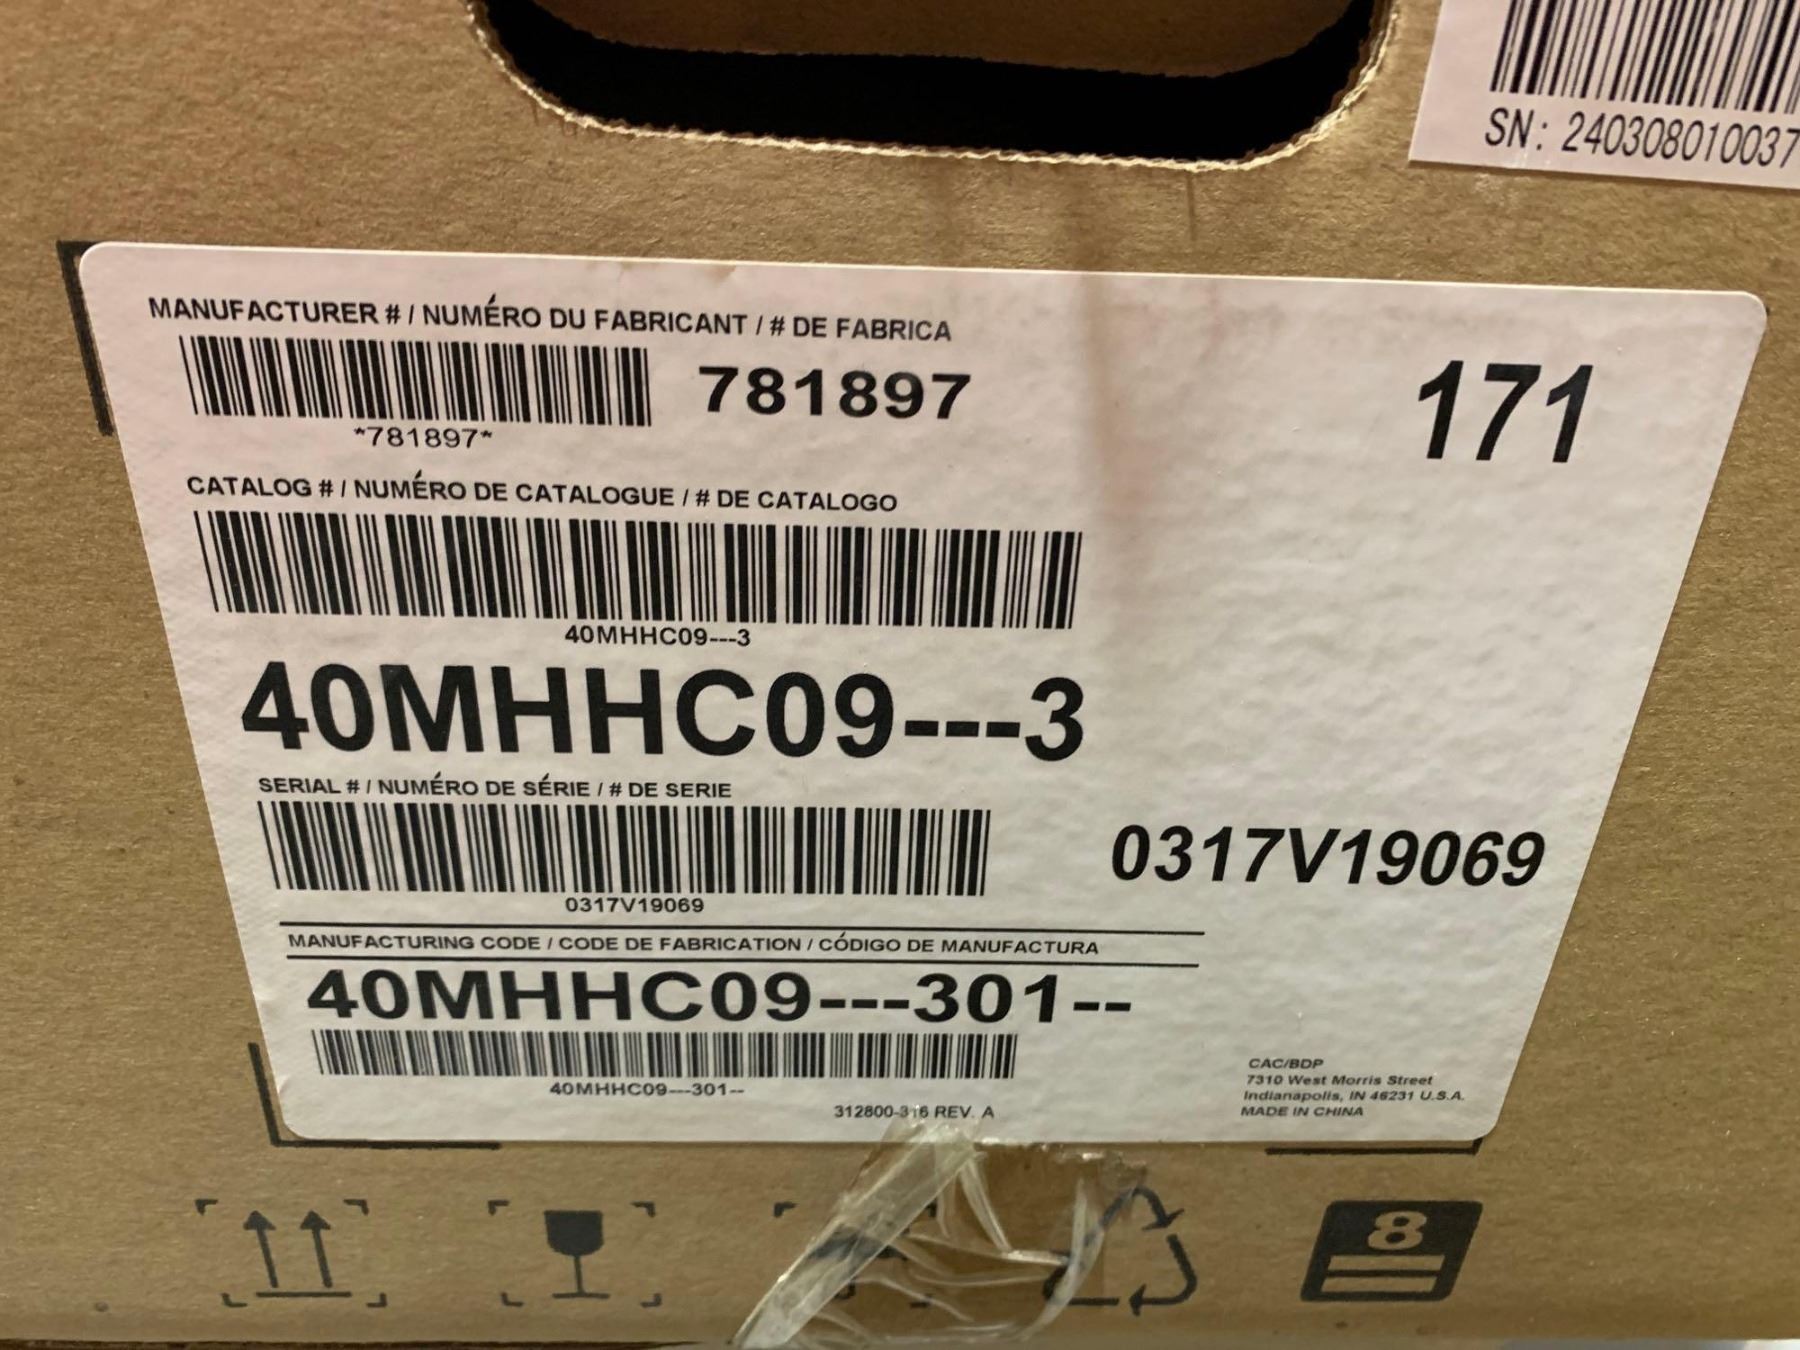 SN: 240308010037
MANUFACTURER # / NUMÉRO DU FABRICANT / # DE FABRICA
781897
171
*781897*
CATALOG # / NUMÉRO DE CATALOGUE / # DE CATALOGO
40MHHC09---3
40MHHC09---3
SERIAL # / NUMÉRO DE SÉRIE / # DE SERIE
0317V19069
0317V19069
MANUFACTURING CODE / CODE DE FABRICATION / CÓDIGO DE MANUFACTURA
40MHHC09---301--
40MHHC09---301--
312800-316 REV. A
CAC/BDP
7310 West Morris Street
Indianapolis, IN 46231 U.S.A.
MADE IN CHINA
8